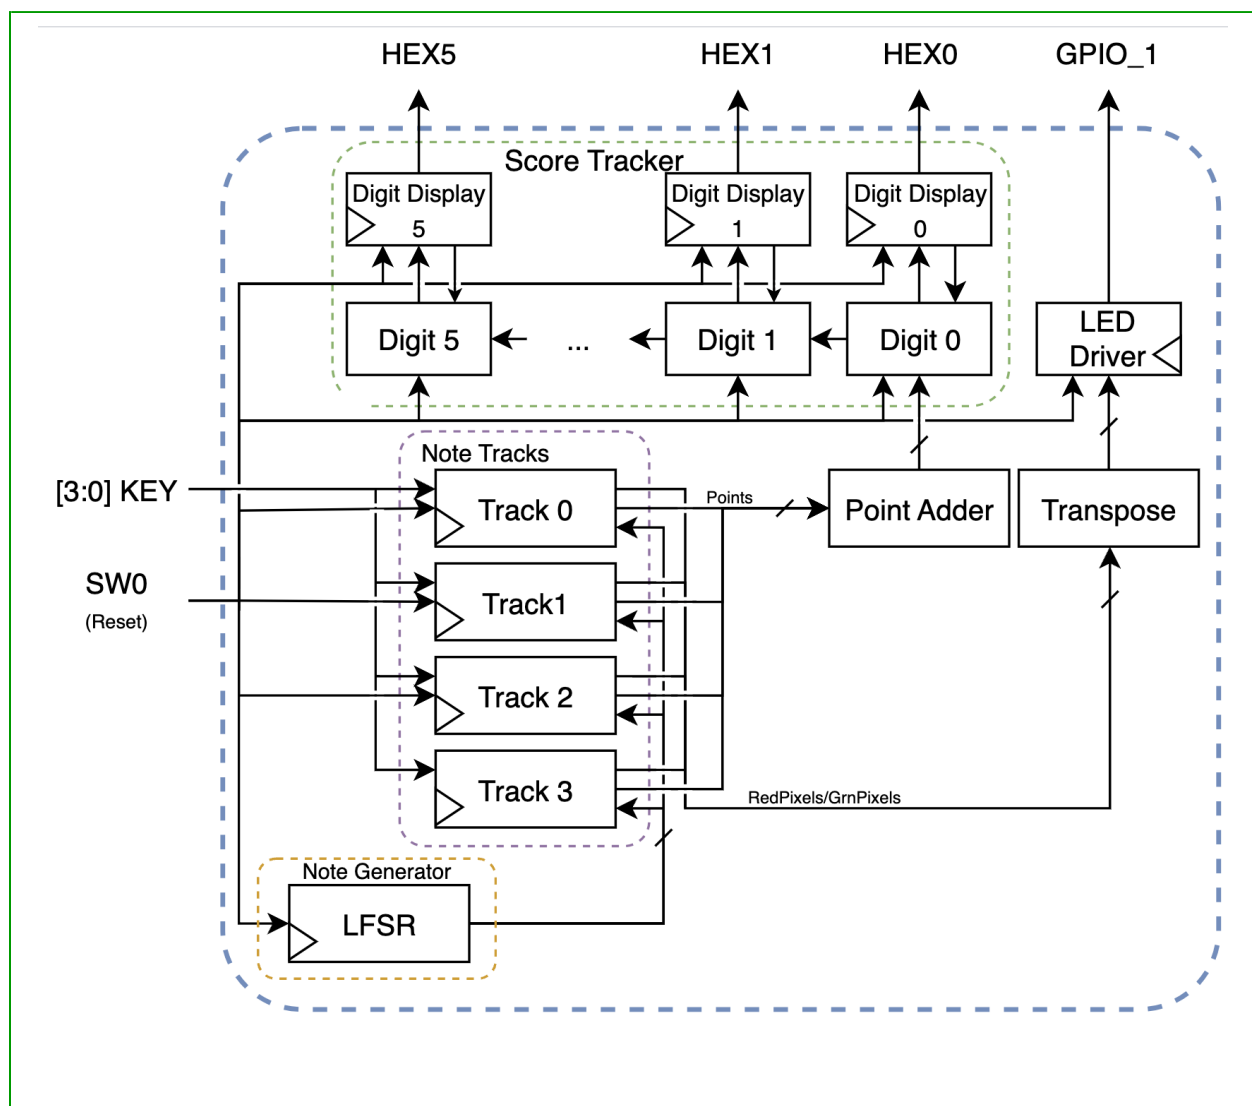 HEX5
HEX1
HEX0
GPIO_1
Score Tracker
Digit Display
5
Digit Display
1
Digit Display
0
Digit 5
...
Digit 1
Digit 0
LED
Driver
Note Tracks
[3:0] KEY
Track 0
Points
Point Adder
Transpose
SW0
(Reset)
Track1
Track 2
Track 3
RedPixels/GrnPixels
Note Generator
LFSR